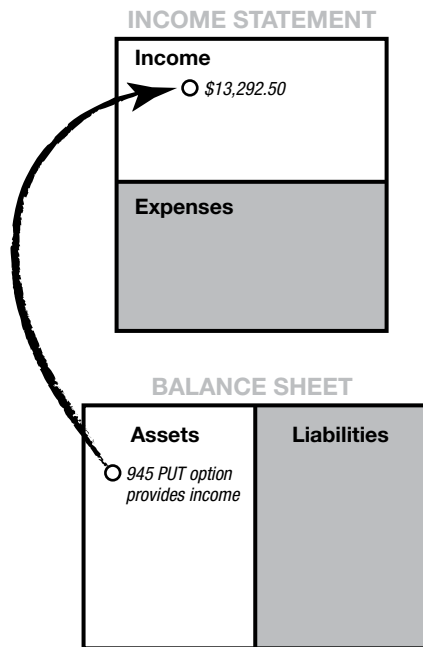 INCOME STATEMENT
Income
$13,292.50
Expenses
BALANCE SHEET
Assets
Liabilities
945 PUT option
provides income